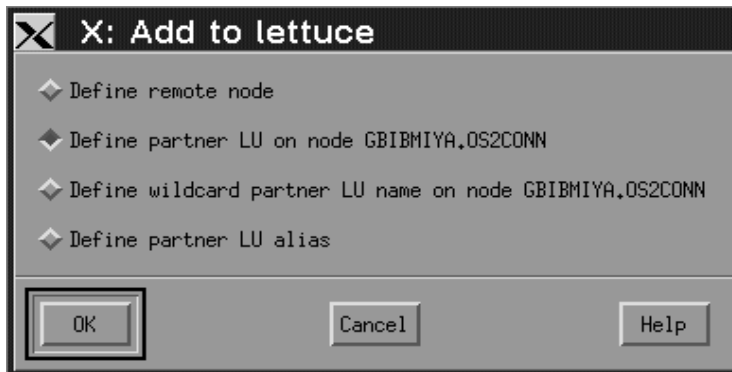 X: Add to lettuce
Define remote node
Define partner LU on node GBIBMIYA.OS2CONN
Define wildcard partner LU name on node GBIBMIYA.OS2CONN
Define partner LU alias
OK Cancel Help